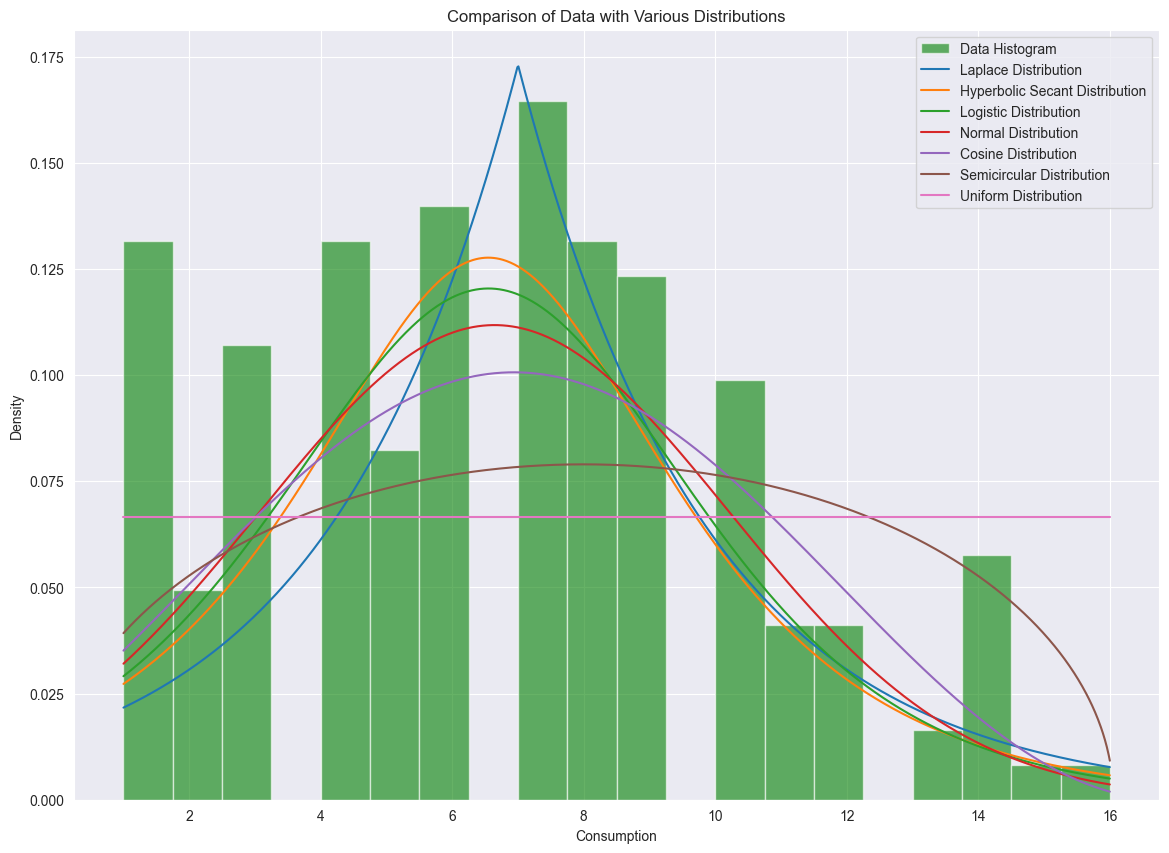 Comparison of Data with Various Distributions
Data Histogram
Laplace Distribution
Hyperbolic Secant Distribution
Logistic Distribution
Normal Distribution
Cosine Distribution
Semicircular Distribution
Uniform Distribution
0.175
0.150
0.125
0.100
0.075
0.050
0.025
0.000
Density
2 4 6 8 10 12 14 16
Consumption